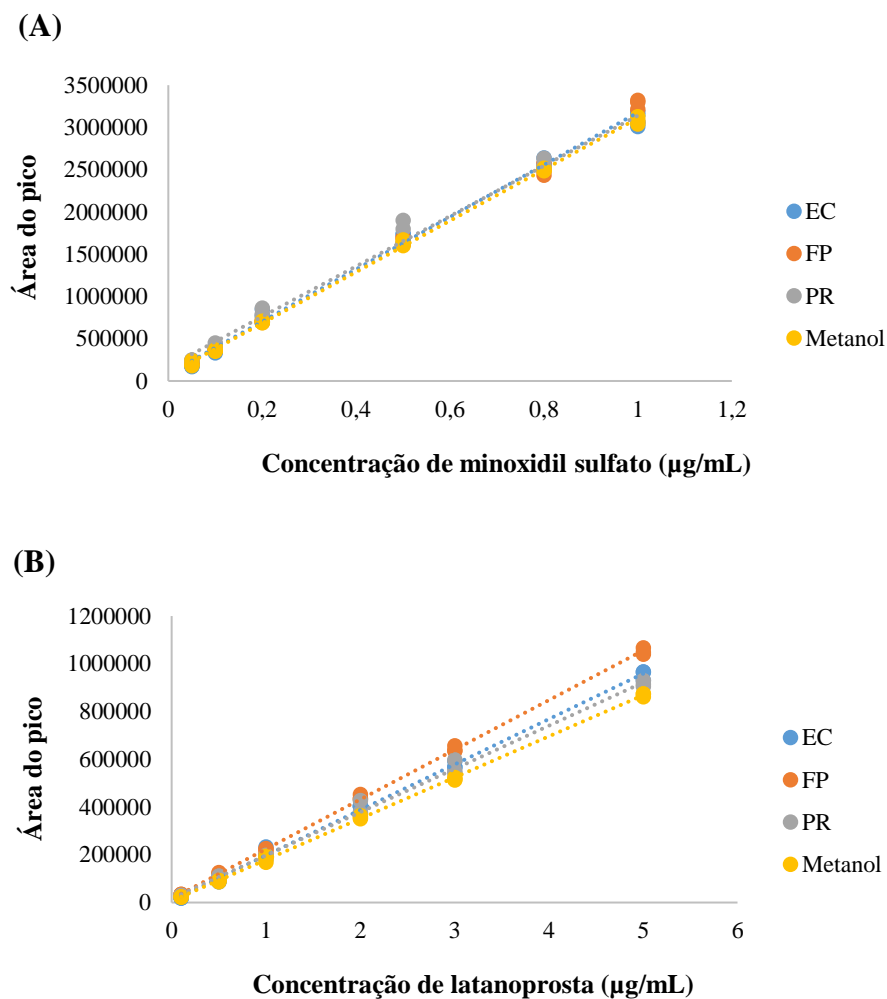 (A)
Área do pico
3500000
3000000
2500000
2000000
1500000
1000000
500000
0
0 0,2 0,4 0,6 0,8 1 1,2
Concentração de minoxidil sulfato (µg/mL)
EC
FP
PR
Metanol
(B)
Área do pico
1200000
1000000
800000
600000
400000
200000
0
0 1 2 3 4 5 6
Concentração de latanoprosta (µg/mL)
EC
FP
PR
Metanol